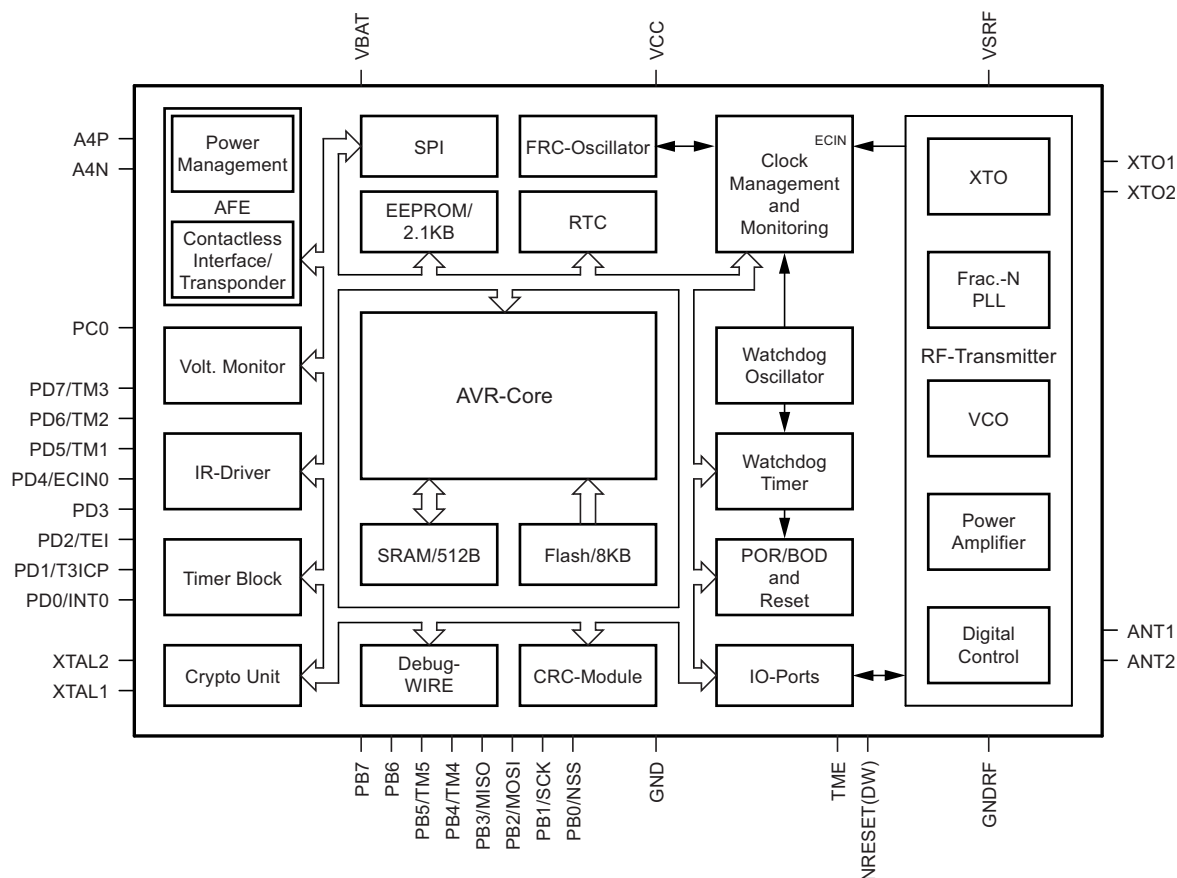 VBAT
VCC
VSRF
A4P
A4N
PC0
PD7/TM3
PD6/TM2
PD5/TM1
PD4/ECIN0
PD3
PD2/TEI
PD1/T3ICP
PD0/INT0
XTAL2
XTAL1
Power
Management
AFE
Contactless
Interface/
Transponder
Volt. Monitor
IR-Driver
Timer Block
Crypto Unit
SPI
EEPROM/
2.1KB
FRC-Oscillator
RTC
AVR-Core
SRAM/512B
Flash/8KB
Debug-
WIRE
CRC-Module
ECIN
Clock
Management
and
Monitoring
Watchdog
Oscillator
Watchdog
Timer
POR/BOD
and
Reset
IO-Ports
XTO
Frac.-N
PLL
RF-Transmitter
VCO
Power
Amplifier
Digital
Control
XTO1
XTO2
ANT1
ANT2
PB7
PB6
PB5/TM5
PB4/TM4
PB3/MISO
PB2/MOSI
PB1/SCK
PB0/NSS
GND
TME
NRESET(DW)
GNDRF